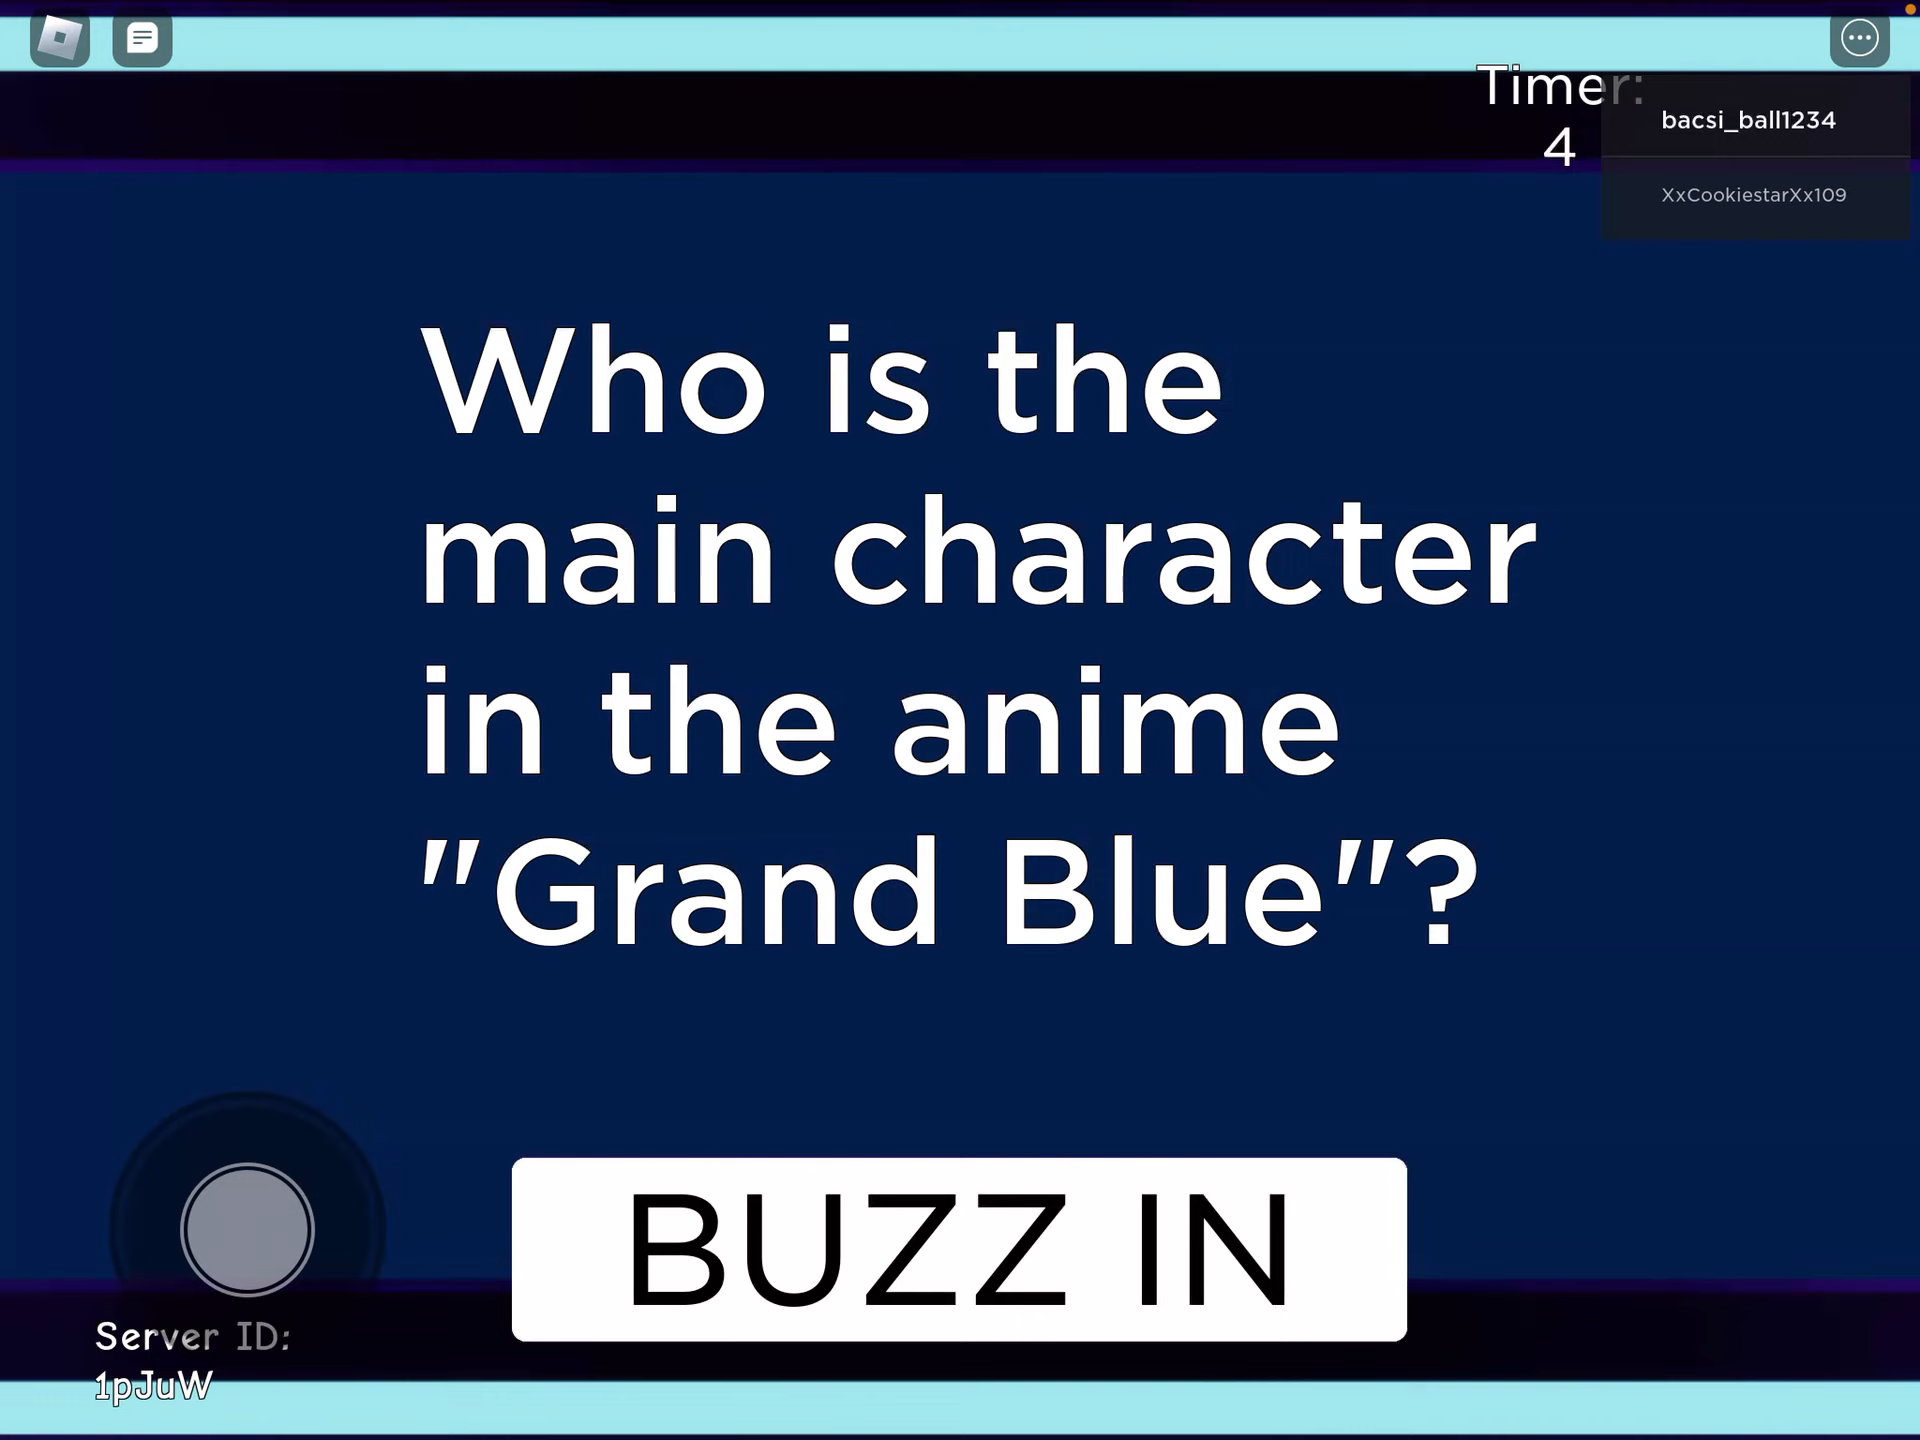 Timer:
4
bacsi_ball1234
XxCookiestarXx109
Who is the
main character
in the anime
"Grand Blue"?
BUZZ IN
Server ID:
1pJuW